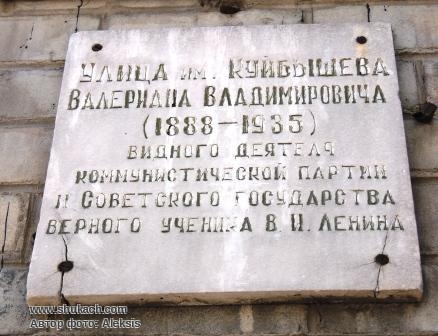 Улица им. Куйбышева
Валериана Владимировича
(1888–1935)
видного деятеля
коммунистической партии
и Советского государства
верного ученика В. И. Ленина
www.shukach.com
Автор фото: Aleksis